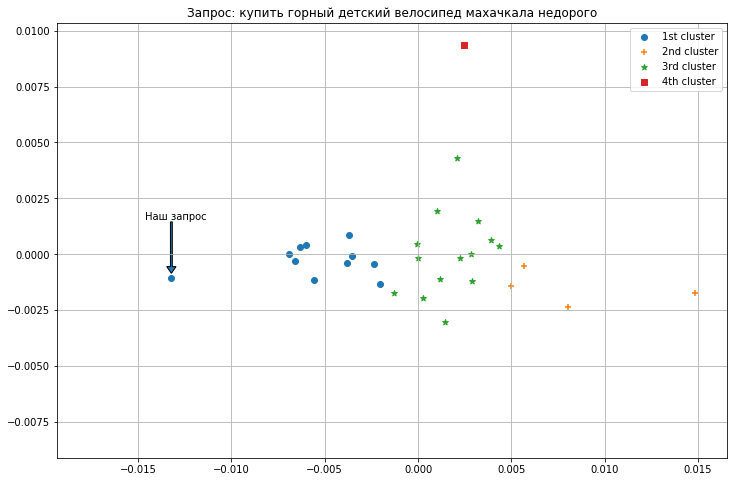 Запрос: купить горный детский велосипед махачкала недорого
1st cluster
2nd cluster
3rd cluster
4th cluster
Наш запрос
0.0100
0.0075
0.0050
0.0025
0.0000
−0.0025
−0.0050
−0.0075
−0.015 −0.010 −0.005 0.000 0.005 0.010 0.015